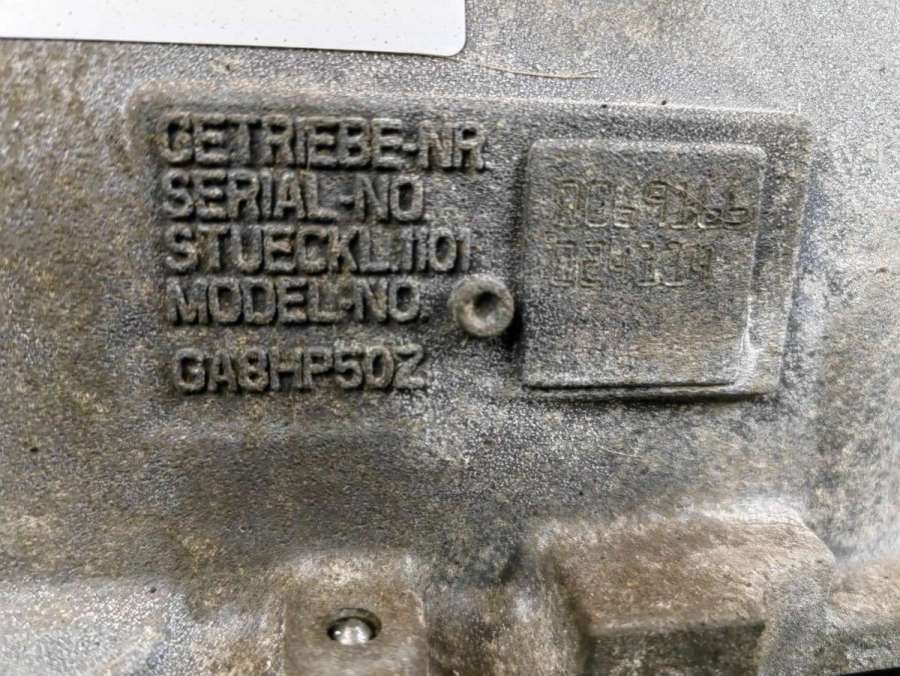 GETRIEBE-NR.
SERIAL-NO.
STUECKL.1101
MODEL-NO.
GA8HP50Z